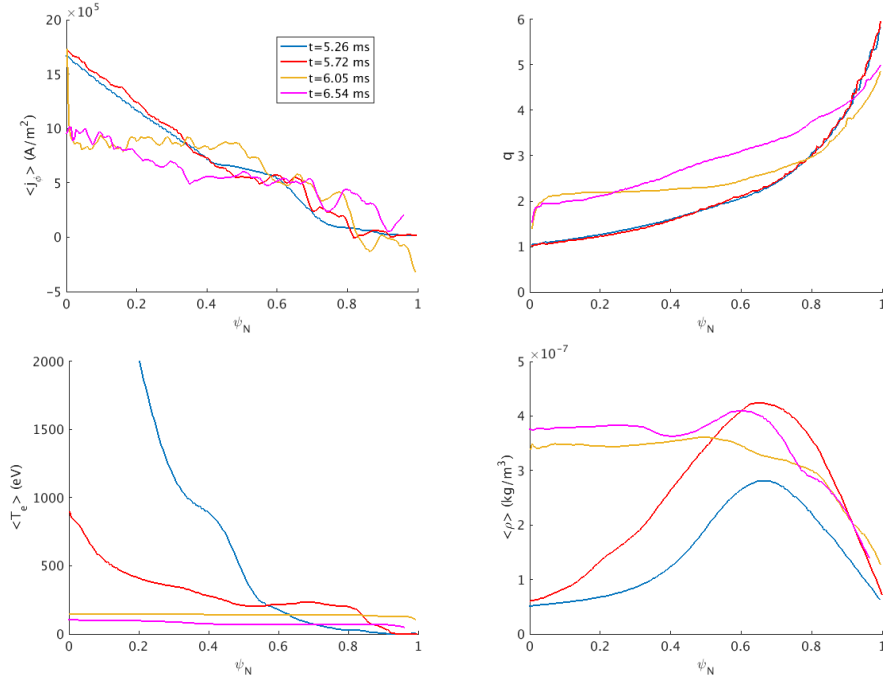 20 ×10⁵
15
10
5
0
-5
<j_ϕ> (A/m²)
0 0.2 0.4 0.6 0.8 1
ψ_N
t=5.26 ms
t=5.72 ms
t=6.05 ms
t=6.54 ms
6
5
4
3
2
1
0
q
0 0.2 0.4 0.6 0.8 1
ψ_N
2000
1500
1000
500
0
<T_e> (eV)
0 0.2 0.4 0.6 0.8 1
ψ_N
5 ×10⁻⁷
4
3
2
1
0
<ρ> (kg/m³)
0 0.2 0.4 0.6 0.8 1
ψ_N